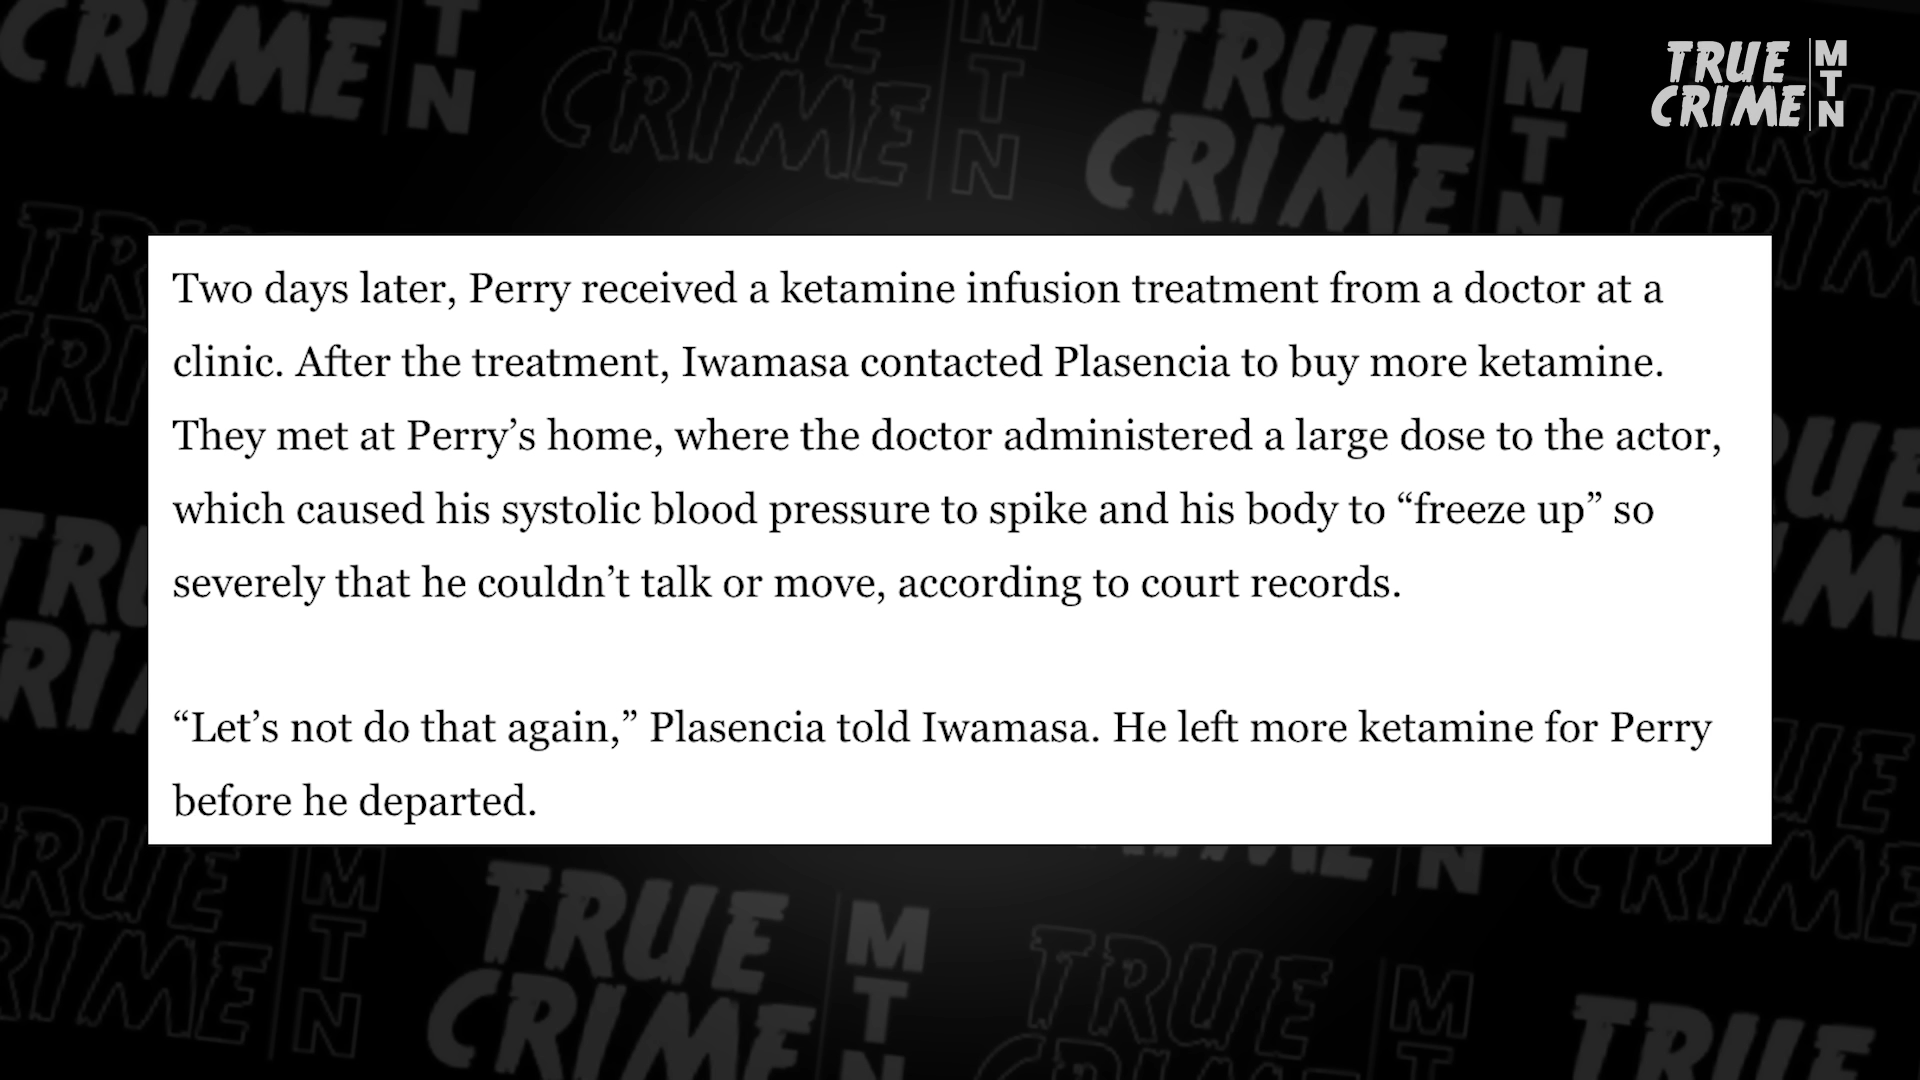 TRUE
CRIME
MTN
Two days later, Perry received a ketamine infusion treatment from a doctor at a
clinic. After the treatment, Iwamasa contacted Plasencia to buy more ketamine.
They met at Perry’s home, where the doctor administered a large dose to the actor,
which caused his systolic blood pressure to spike and his body to “freeze up” so
severely that he couldn’t talk or move, according to court records.
“Let’s not do that again,” Plasencia told Iwamasa. He left more ketamine for Perry
before he departed.